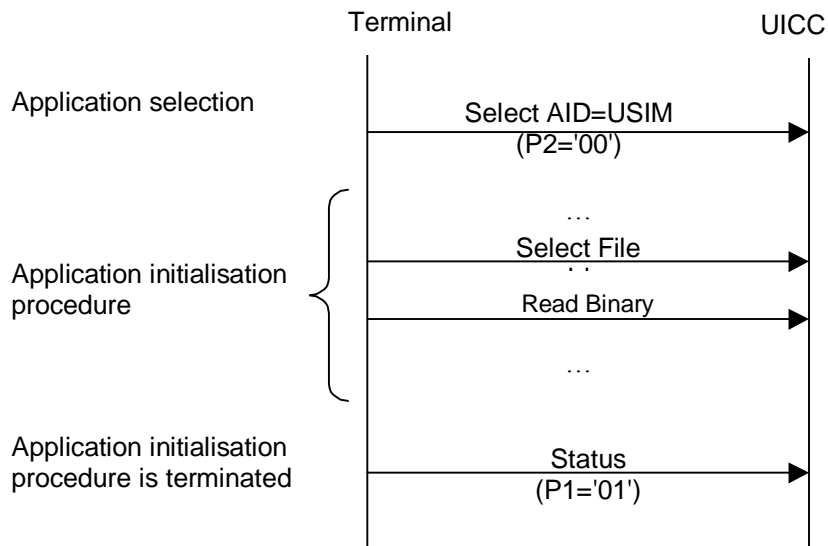 Terminal
UICC
Application selection
Select AID=USIM
(P2='00')
...
Select File
. .
Application initialisation
procedure
Read Binary
...
Application initialisation
procedure is terminated
Status
(P1='01')